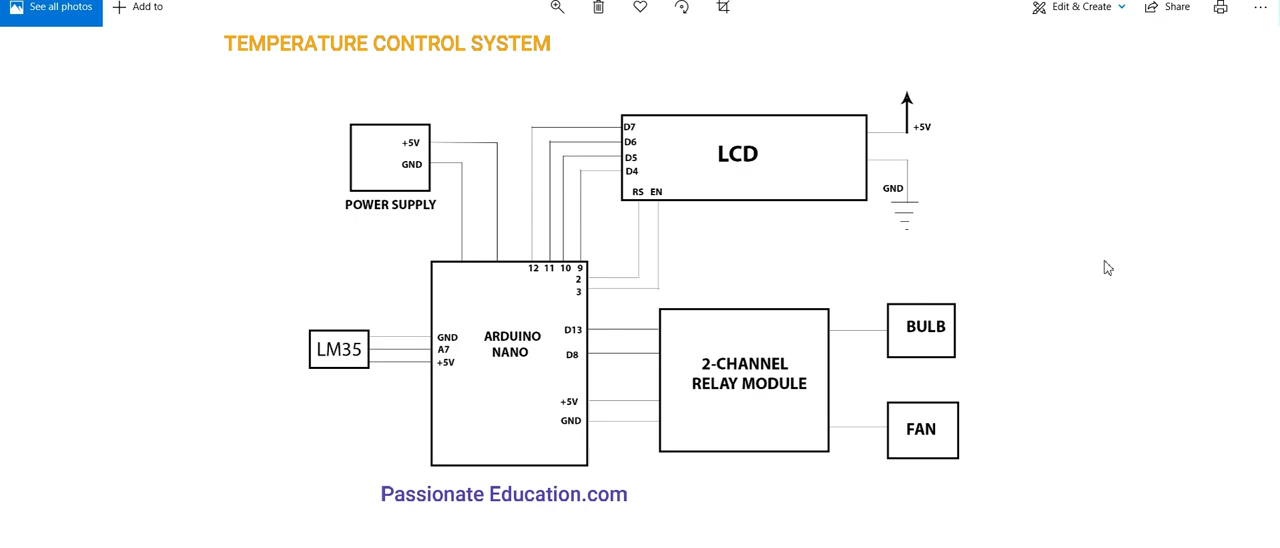 See all photos
Add to
Edit & Create
Share
TEMPERATURE CONTROL SYSTEM
+5V
GND
POWER SUPPLY
D7
D6
D5
D4
RS EN
LCD
+5V
GND
12 11 10 9
2
3
LM35
GND
A7
+5V
ARDUINO
NANO
D13
D8
+5V
GND
2-CHANNEL
RELAY MODULE
BULB
FAN
Passionate Education.com